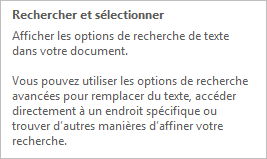 Rechercher et sélectionner
Afficher les options de recherche de texte
dans votre document.
Vous pouvez utiliser les options de recherche
avancées pour remplacer du texte, accéder
directement à un endroit spécifique ou
trouver d'autres manières d'affiner votre
recherche.